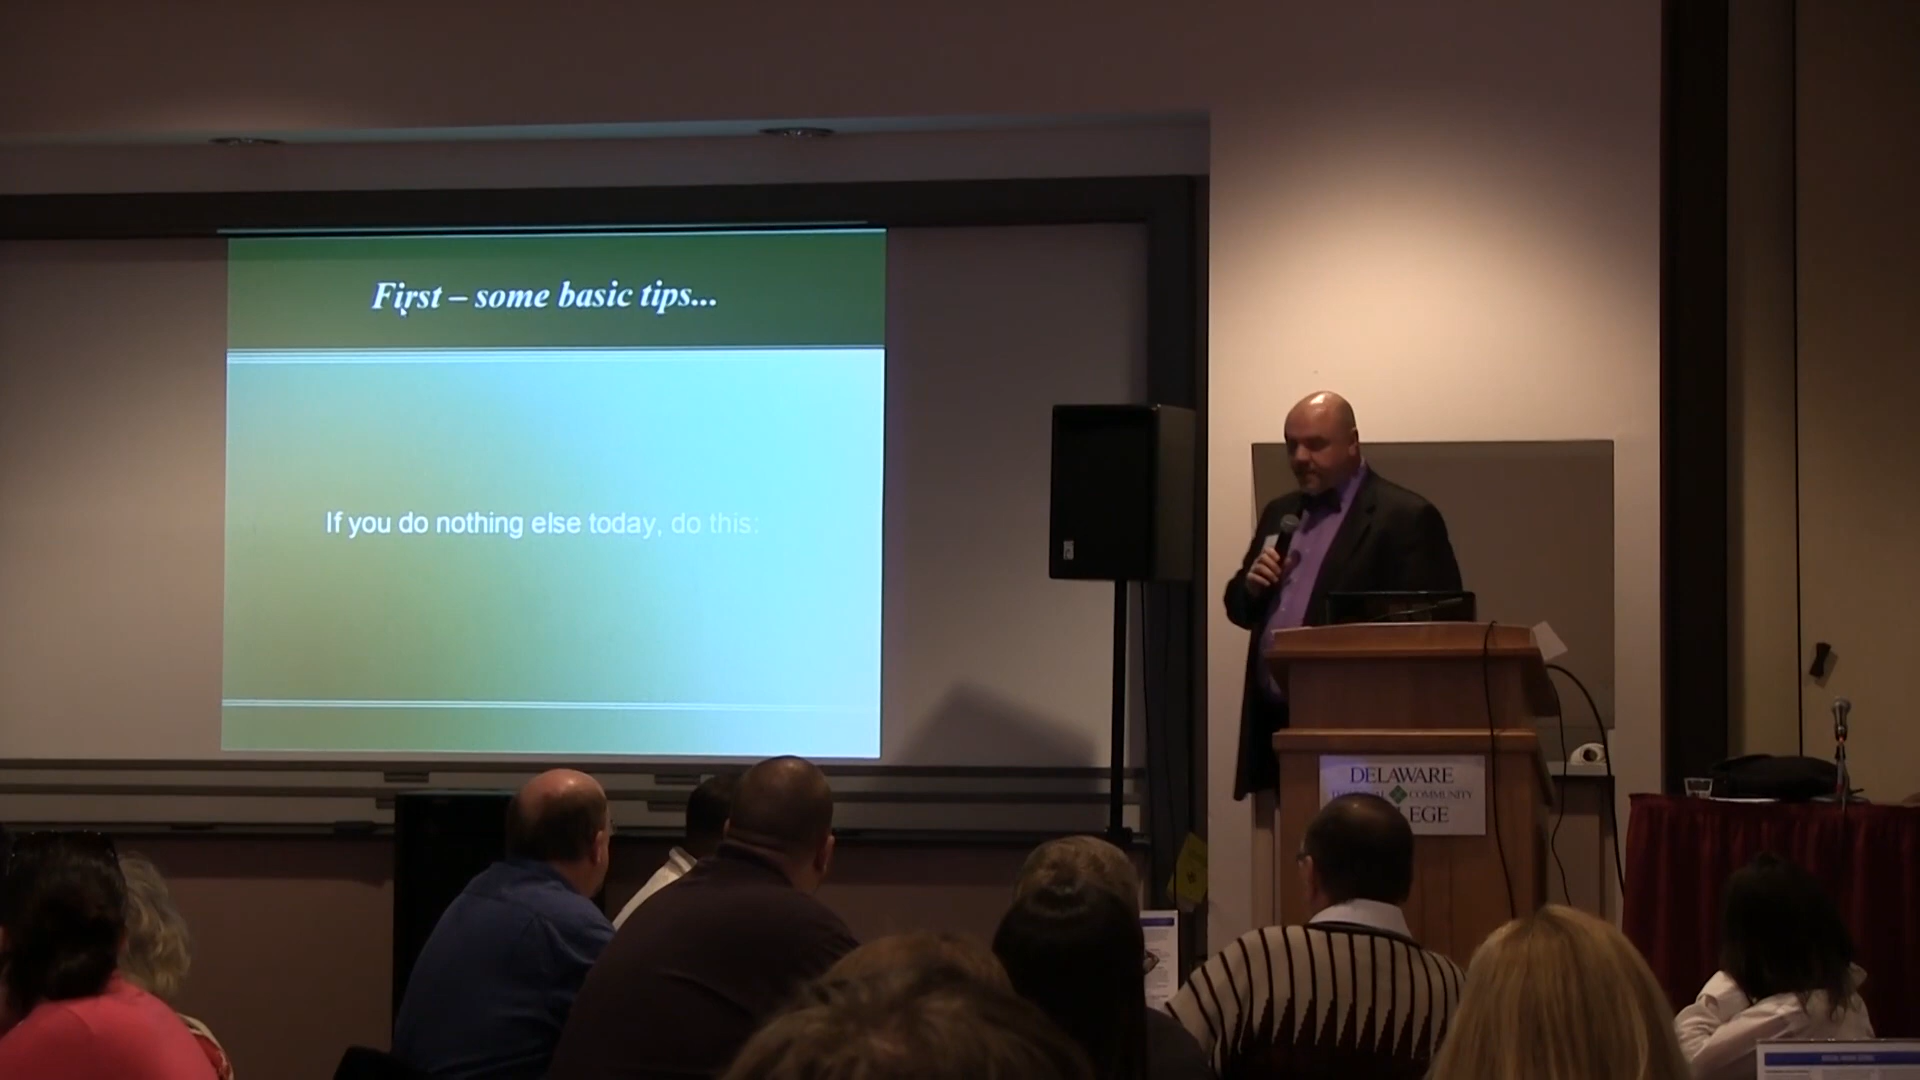 First – some basic tips...
If you do nothing else today, do this:
DELAWARE
COMMUNITY
EGE